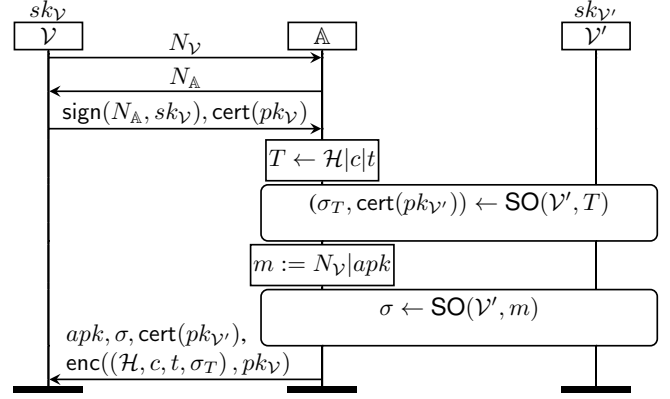 sk_𝒱 sk_𝒱′
𝒱 𝔸 𝒱′
N_𝒱
N_𝔸
sign(N_𝔸, sk_𝒱), cert(pk_𝒱)
T ← ℋ|c|t
(σ_T, cert(pk_𝒱′)) ← SO(𝒱′, T)
m := N_𝒱|apk
σ ← SO(𝒱′, m)
apk, σ, cert(pk_𝒱′),
enc((ℋ, c, t, σ_T) , pk_𝒱)